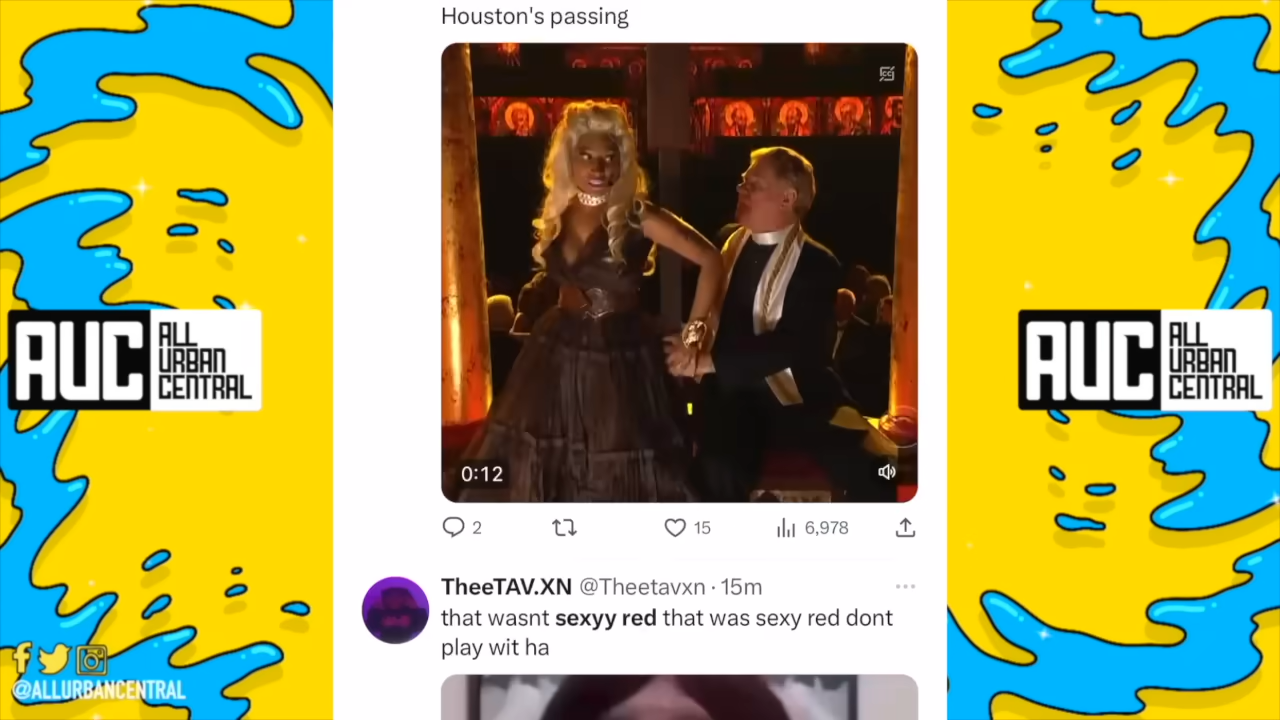 Houston's passing
CC
0:12
2
15
6,978
TheeTAV.XN @Theetavxn · 15m
that wasnt sexyy red that was sexy red dont
play wit ha
AUC ALL
URBAN
CENTRAL
AUC ALL
URBAN
CENTRAL
@ALLURBANCENTRAL